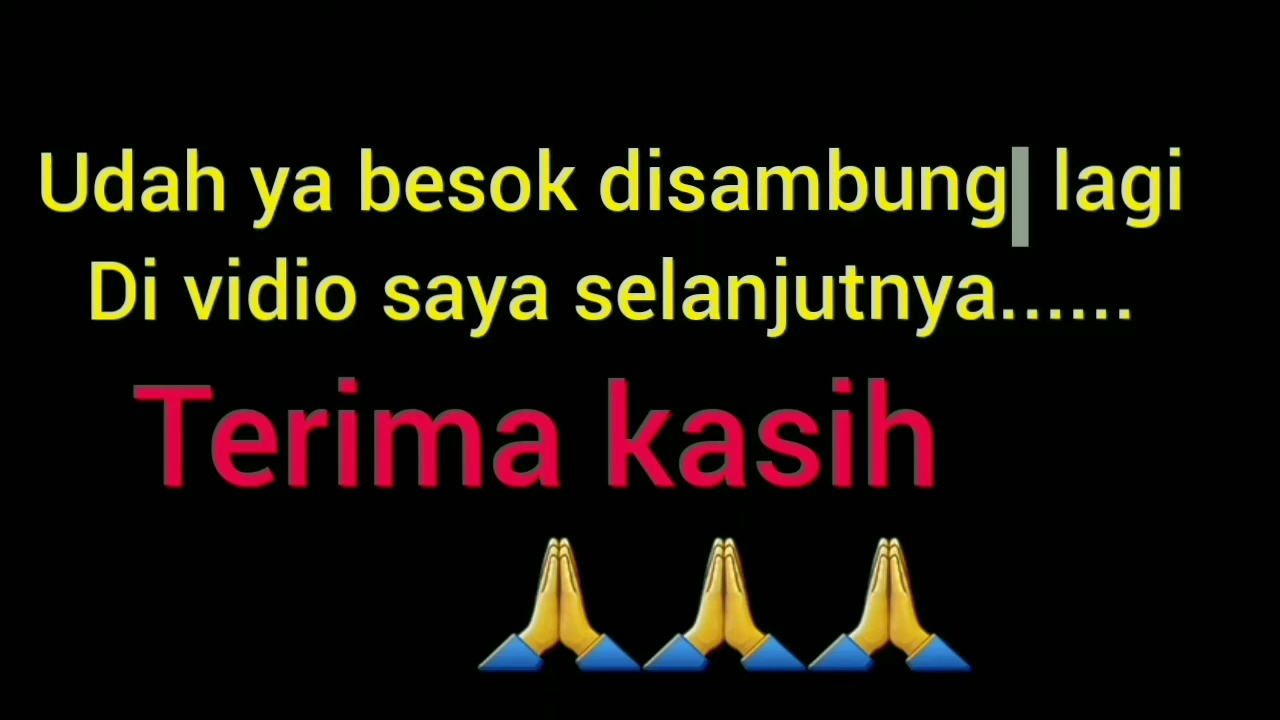 Udah ya besok disambung lagi
Di vidio saya selanjutnya......
Terima kasih
🙏🙏🙏